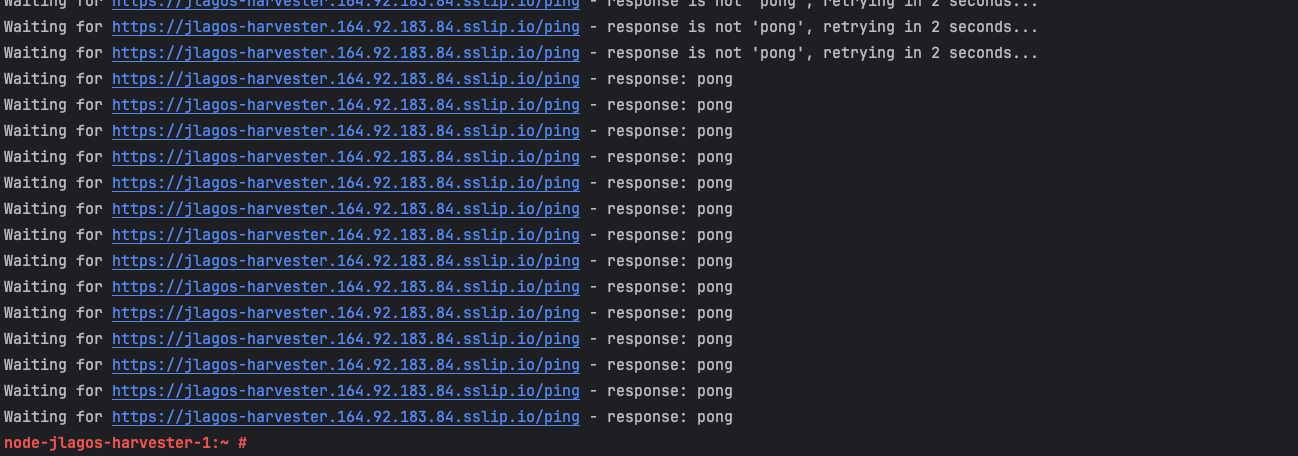 Waiting for https://jlagos-harvester.164.92.183.84.sslip.io/ping - response is not 'pong', retrying in 2 seconds...
Waiting for https://jlagos-harvester.164.92.183.84.sslip.io/ping - response is not 'pong', retrying in 2 seconds...
Waiting for https://jlagos-harvester.164.92.183.84.sslip.io/ping - response is not 'pong', retrying in 2 seconds...
Waiting for https://jlagos-harvester.164.92.183.84.sslip.io/ping - response: pong
Waiting for https://jlagos-harvester.164.92.183.84.sslip.io/ping - response: pong
Waiting for https://jlagos-harvester.164.92.183.84.sslip.io/ping - response: pong
Waiting for https://jlagos-harvester.164.92.183.84.sslip.io/ping - response: pong
Waiting for https://jlagos-harvester.164.92.183.84.sslip.io/ping - response: pong
Waiting for https://jlagos-harvester.164.92.183.84.sslip.io/ping - response: pong
Waiting for https://jlagos-harvester.164.92.183.84.sslip.io/ping - response: pong
Waiting for https://jlagos-harvester.164.92.183.84.sslip.io/ping - response: pong
Waiting for https://jlagos-harvester.164.92.183.84.sslip.io/ping - response: pong
Waiting for https://jlagos-harvester.164.92.183.84.sslip.io/ping - response: pong
Waiting for https://jlagos-harvester.164.92.183.84.sslip.io/ping - response: pong
Waiting for https://jlagos-harvester.164.92.183.84.sslip.io/ping - response: pong
Waiting for https://jlagos-harvester.164.92.183.84.sslip.io/ping - response: pong
Waiting for https://jlagos-harvester.164.92.183.84.sslip.io/ping - response: pong
node-jlagos-harvester-1:~ #